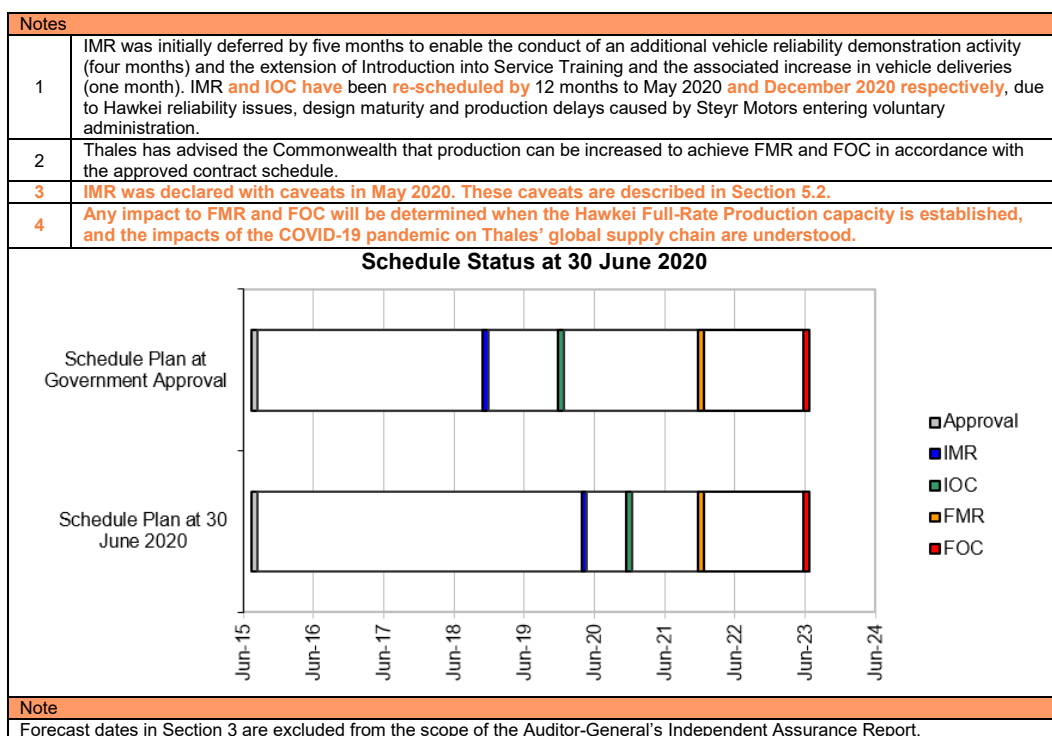 Notes
1
IMR was initially deferred by five months to enable the conduct of an additional vehicle reliability demonstration activity
(four months) and the extension of Introduction into Service Training and the associated increase in vehicle deliveries
(one month). IMR and IOC have been re-scheduled by 12 months to May 2020 and December 2020 respectively, due
to Hawkei reliability issues, design maturity and production delays caused by Steyr Motors entering voluntary
administration.
2
Thales has advised the Commonwealth that production can be increased to achieve FMR and FOC in accordance with
the approved contract schedule.
3
IMR was declared with caveats in May 2020. These caveats are described in Section 5.2.
4
Any impact to FMR and FOC will be determined when the Hawkei Full-Rate Production capacity is established,
and the impacts of the COVID-19 pandemic on Thales’ global supply chain are understood.
Schedule Status at 30 June 2020
Schedule Plan at
Government Approval
Schedule Plan at 30
June 2020
Approval
IMR
IOC
FMR
FOC
Jun-15
Jun-16
Jun-17
Jun-18
Jun-19
Jun-20
Jun-21
Jun-22
Jun-23
Jun-24
Note
Forecast dates in Section 3 are excluded from the scope of the Auditor-General’s Independent Assurance Report.